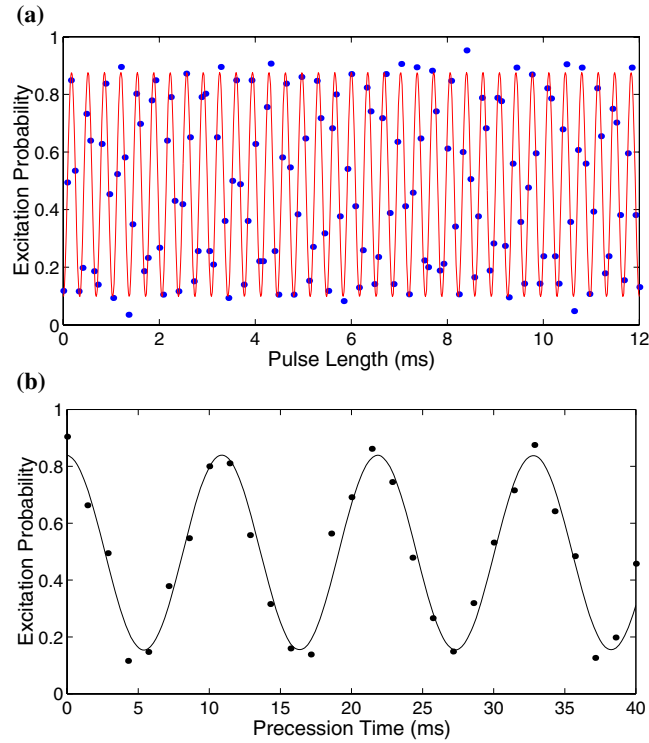 (a)
1
0.8
0.6
0.4
0.2
0
Excitation Probability
0 2 4 6 8 10 12
Pulse Length (ms)
(b)
1
0.8
0.6
0.4
0.2
0
Excitation Probability
0 5 10 15 20 25 30 35 40
Precession Time (ms)